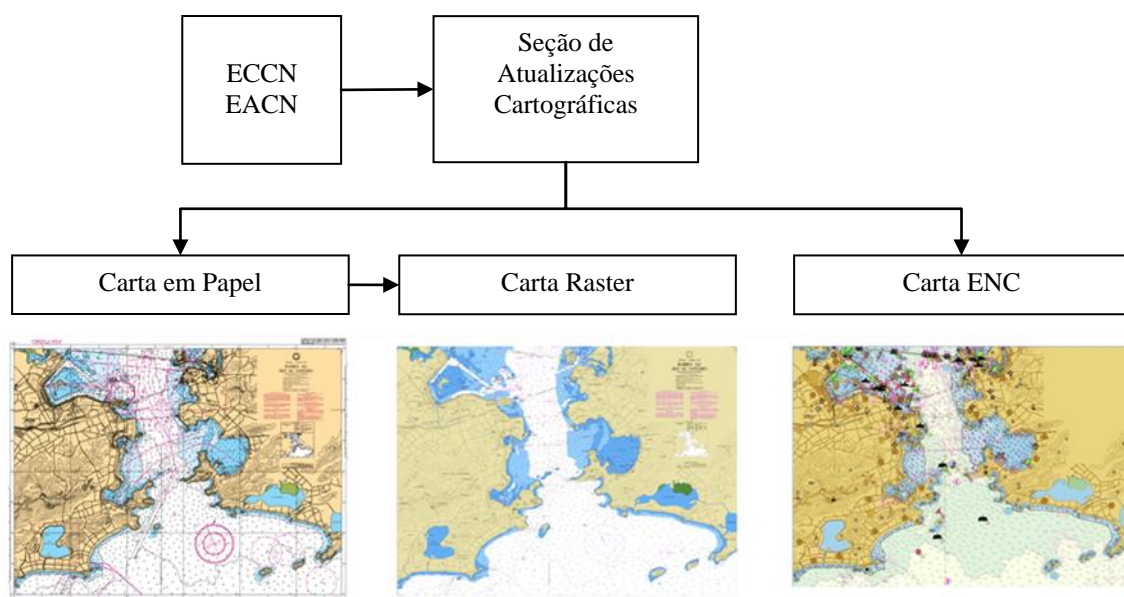 ECCN
EACN
Seção de
Atualizações
Cartográficas
Carta em Papel
Carta Raster
Carta ENC